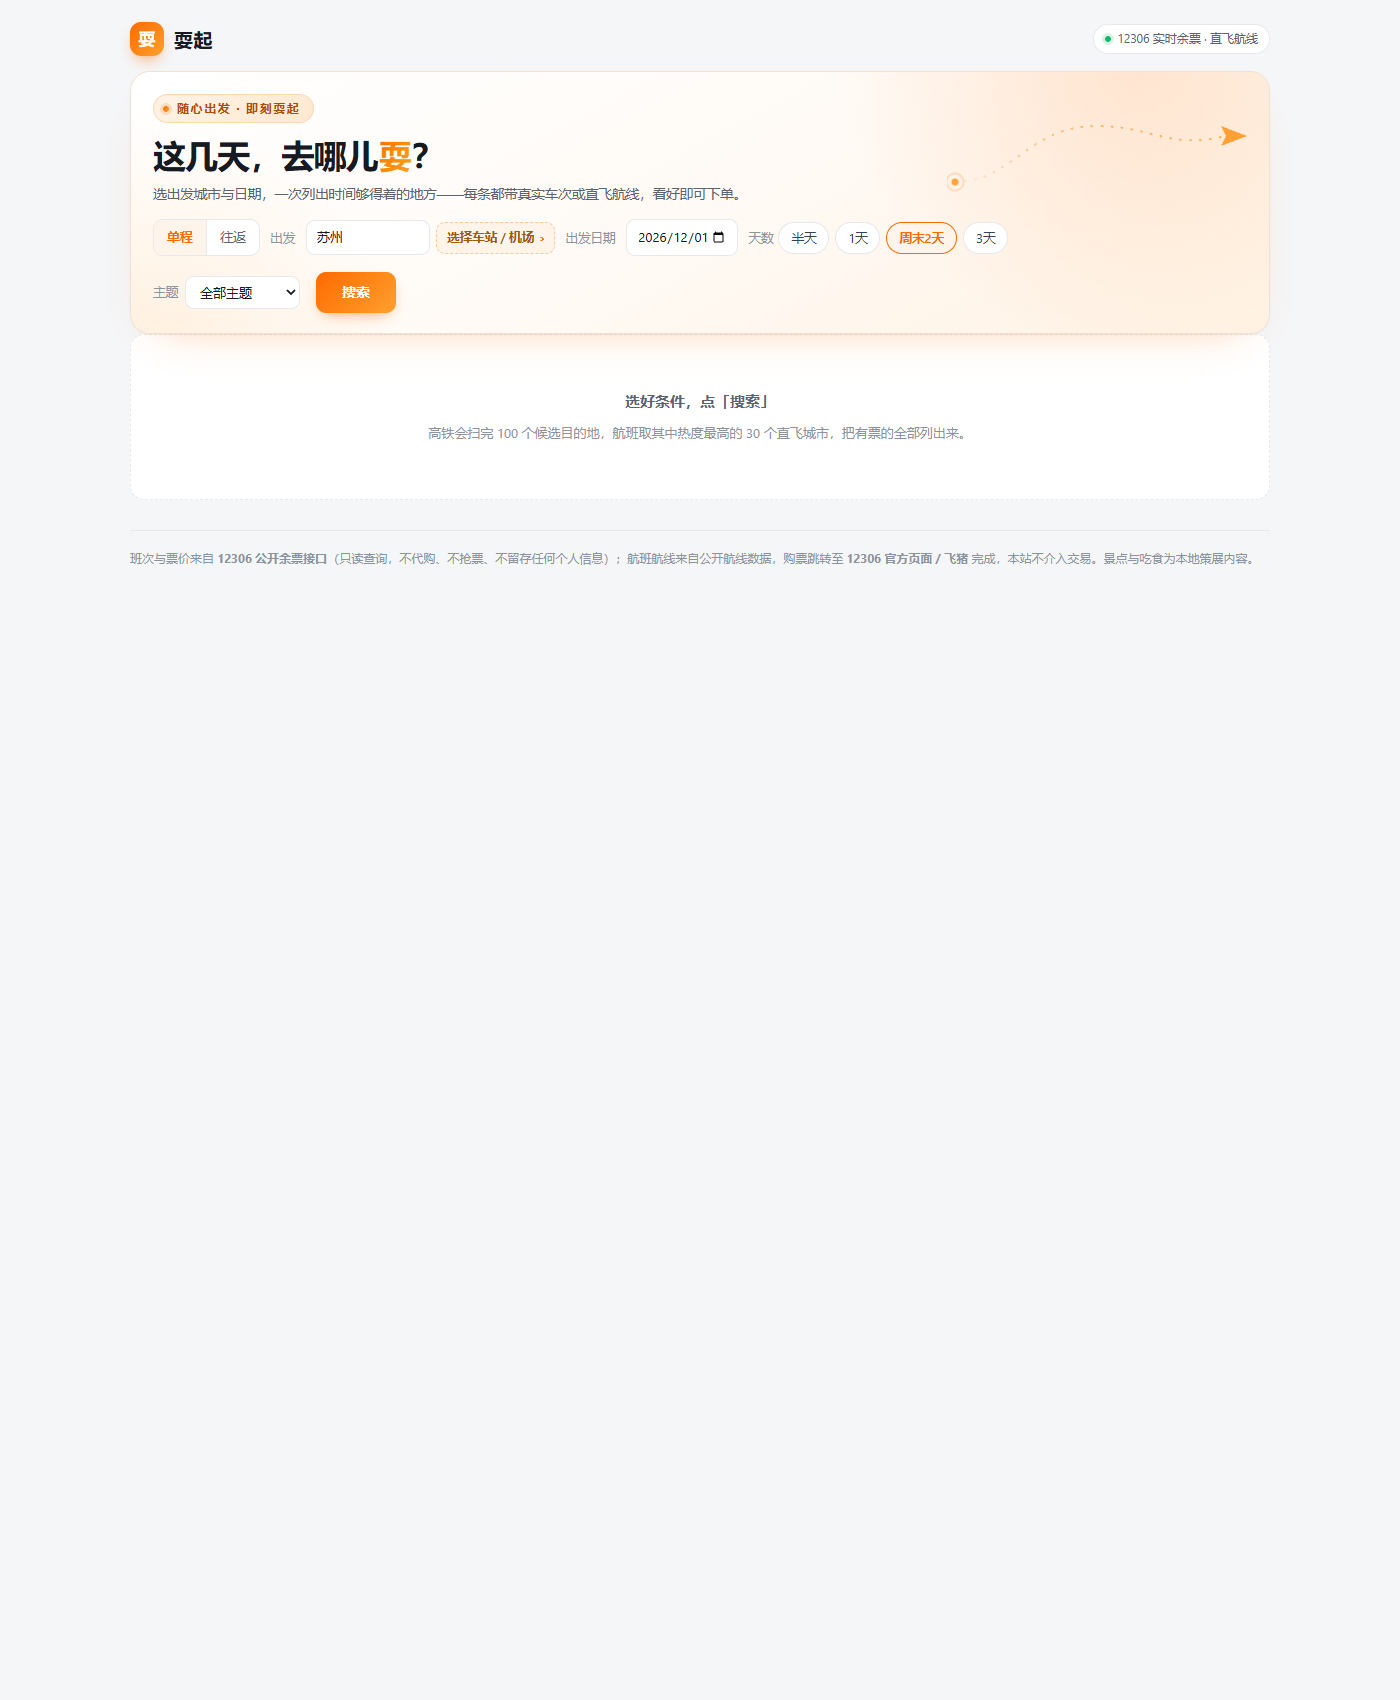 耍 耍起
12306 实时余票 · 直飞航线
随心出发 · 即刻耍起
这几天，去哪儿耍？
选出发城市与日期，一次列出时间够得着的地方——每条都带真实车次或直飞航线，看好即可下单。
单程 往返 出发 苏州 选择车站 / 机场 › 出发日期 2026/12/01 天数 半天 1天 周末2天 3天
主题 全部主题 搜索
选好条件，点「搜索」
高铁会扫完 100 个候选目的地，航班取其中热度最高的 30 个直飞城市，把有票的全部列出来。
班次与票价来自 12306 公开余票接口（只读查询，不代购、不抢票、不留存任何个人信息）；航班航线来自公开航线数据，购票跳转至 12306 官方页面 / 飞猪 完成，本站不介入交易。景点与吃食为本地策展内容。